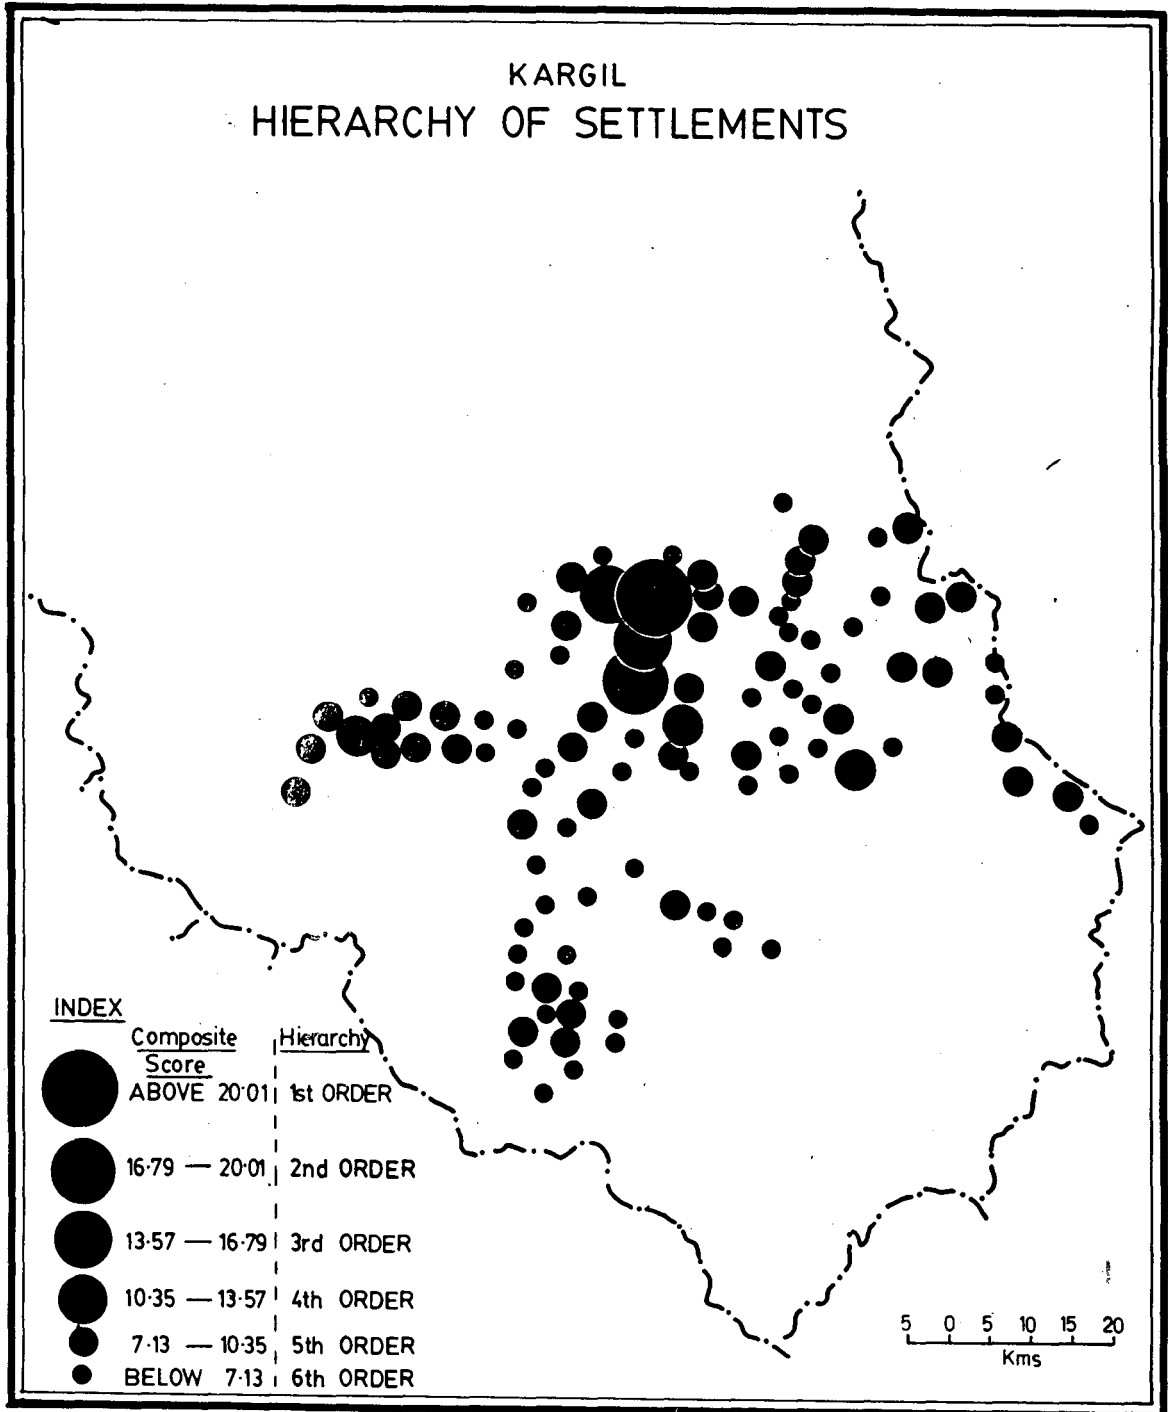 KARGIL
HIERARCHY OF SETTLEMENTS
INDEX
Composite Score
Hierarchy
ABOVE 20·01 1st ORDER
16·79 — 20·01 2nd ORDER
13·57 — 16·79 3rd ORDER
10·35 — 13·57 4th ORDER
7·13 — 10·35 5th ORDER
BELOW 7·13 6th ORDER
5 0 5 10 15 20
Kms